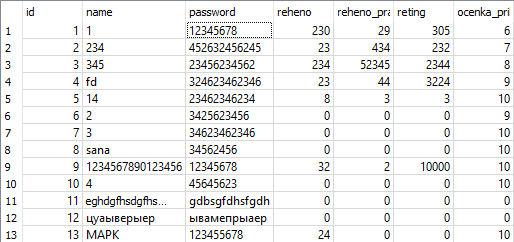 id name password reheno reheno_pra reting ocenka_pri
1 1 1 12345678 230 29 305 6
2 2 234 452632456245 23 434 232 7
3 3 345 23456234562 234 52345 2344 8
4 4 fd 324623462346 23 44 3224 9
5 5 14 23462346234 8 3 3 10
6 6 2 3425623456 0 0 0 9
7 7 3 34623462346 0 0 0 10
8 8 sana 34562456 0 0 0 10
9 9 1234567890123456 12345678 32 2 10000 10
10 10 4 45645623 0 0 0 10
11 11 eghdgfhsdgfhs... gdbsgfdhsfgdh 0 0 0 10
12 12 цуаыверыер ывамепрыаер 0 0 0 10
13 13 МАРК 123455678 24 0 0 10